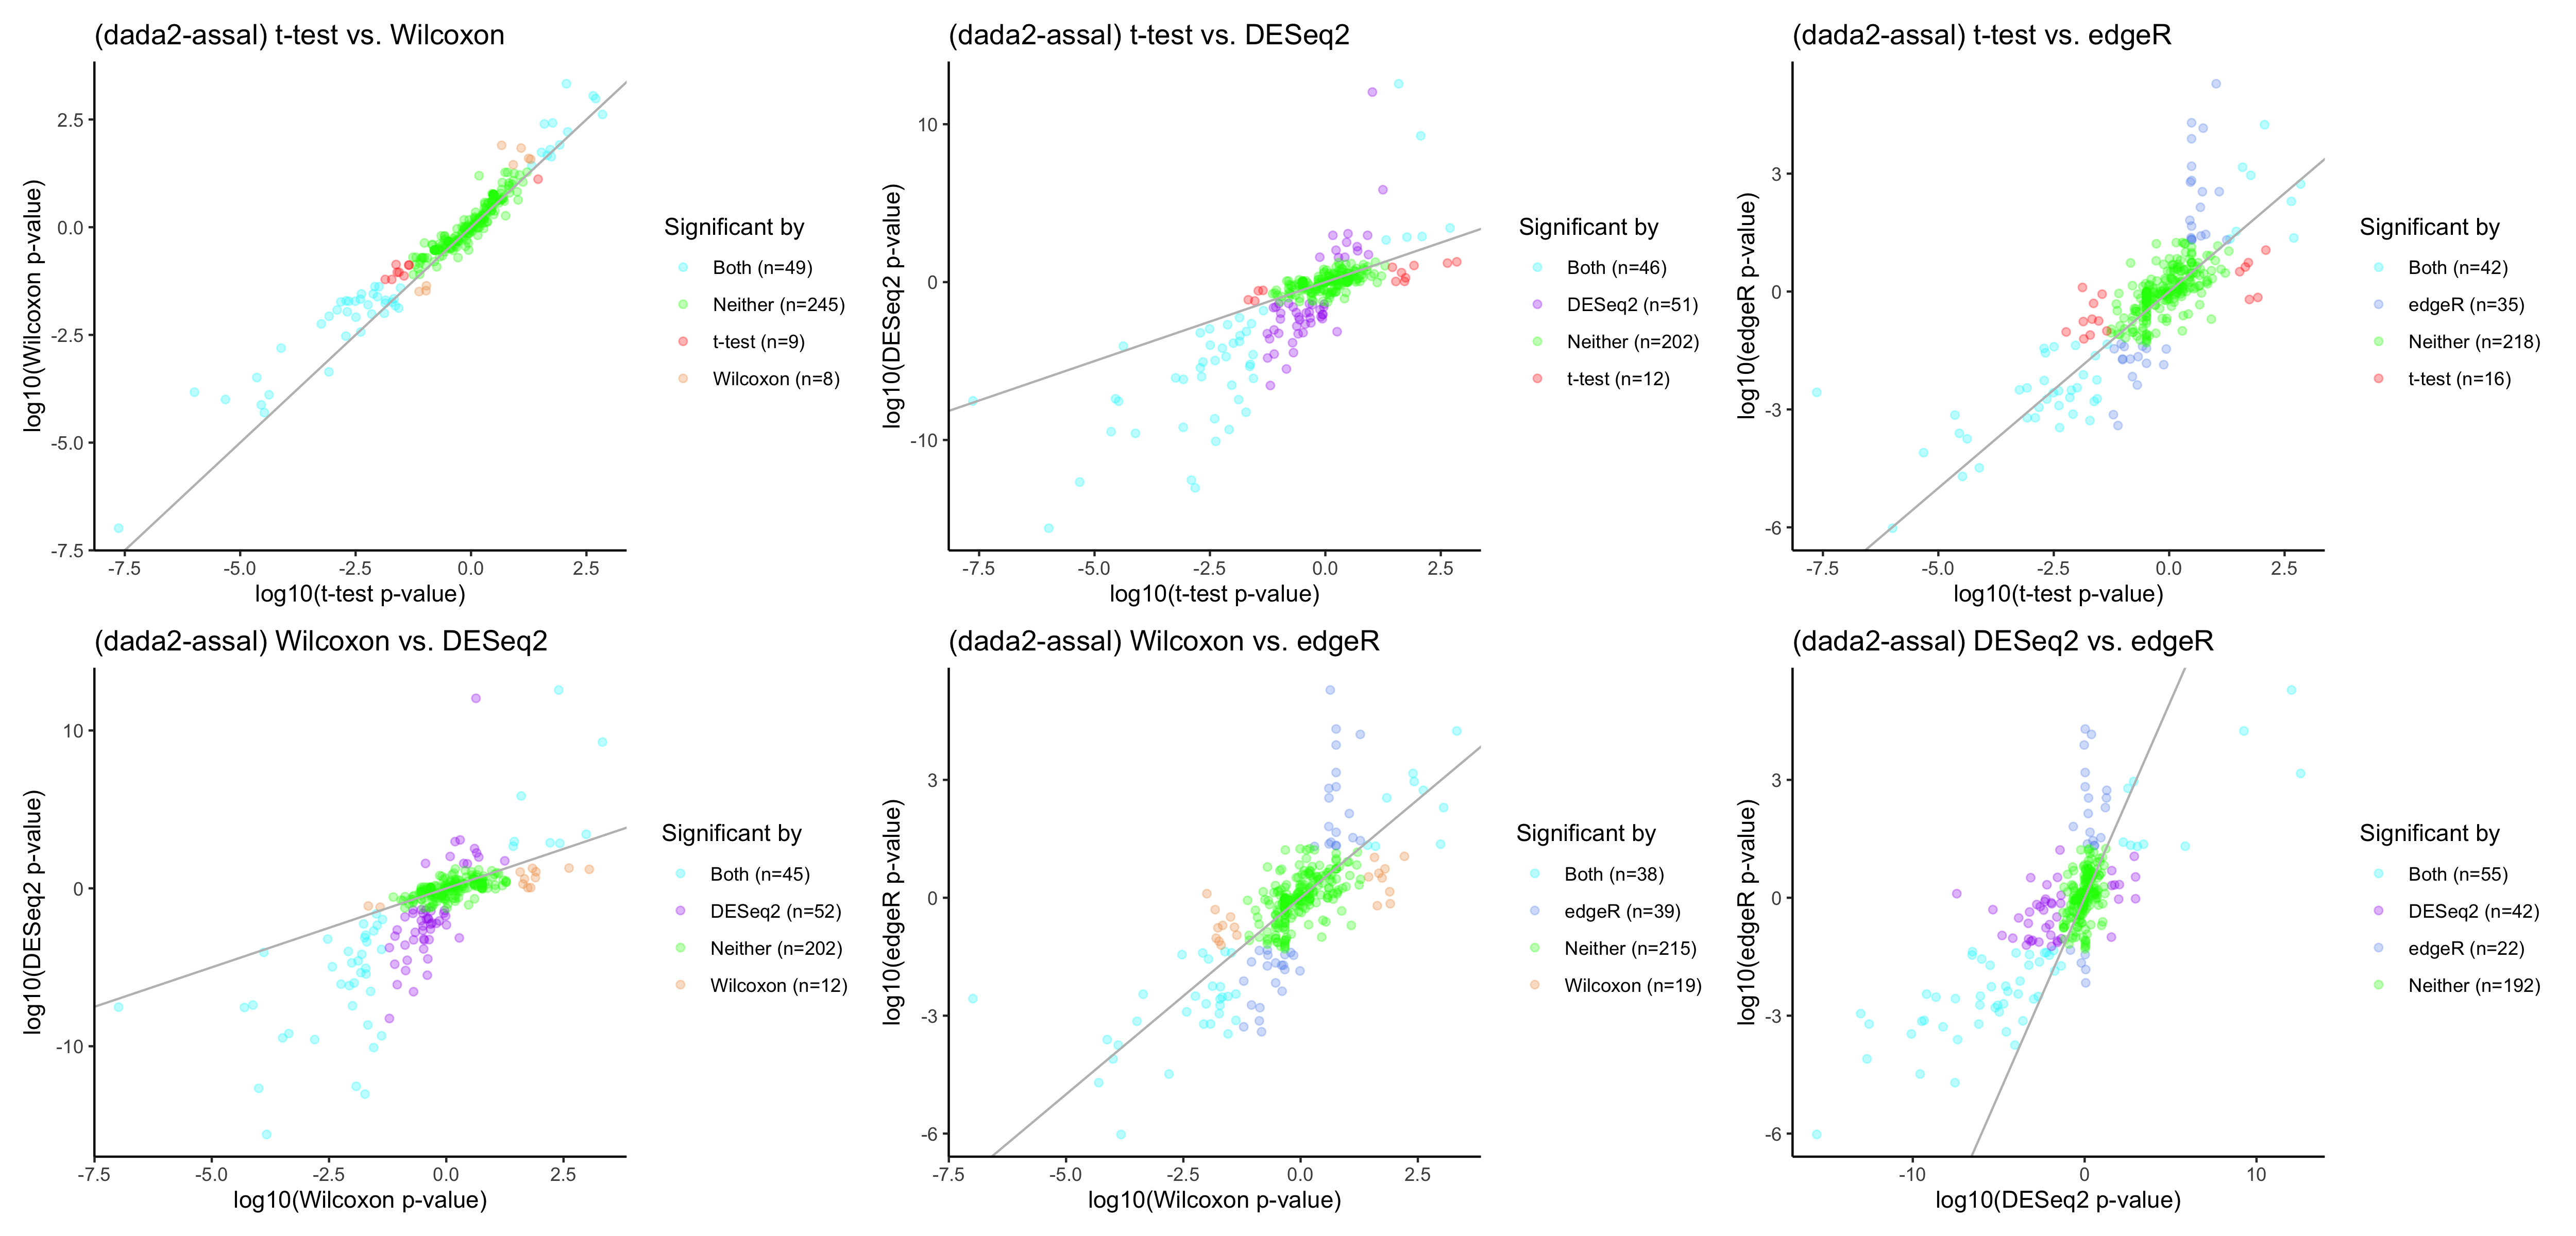 (dada2-assal) t-test vs. Wilcoxon
log10(Wilcoxon p-value)
2.5
0.0
-2.5
-5.0
-7.5
-7.5 -5.0 -2.5 0.0 2.5
log10(t-test p-value)
Significant by
Both (n=49)
Neither (n=245)
t-test (n=9)
Wilcoxon (n=8)
(dada2-assal) t-test vs. DESeq2
log10(DESeq2 p-value)
10
0
-10
-7.5 -5.0 -2.5 0.0 2.5
log10(t-test p-value)
Significant by
Both (n=46)
DESeq2 (n=51)
Neither (n=202)
t-test (n=12)
(dada2-assal) t-test vs. edgeR
log10(edgeR p-value)
3
0
-3
-6
-7.5 -5.0 -2.5 0.0 2.5
log10(t-test p-value)
Significant by
Both (n=42)
edgeR (n=35)
Neither (n=218)
t-test (n=16)
(dada2-assal) Wilcoxon vs. DESeq2
log10(DESeq2 p-value)
10
0
-10
-7.5 -5.0 -2.5 0.0 2.5
log10(Wilcoxon p-value)
Significant by
Both (n=45)
DESeq2 (n=52)
Neither (n=202)
Wilcoxon (n=12)
(dada2-assal) Wilcoxon vs. edgeR
log10(edgeR p-value)
3
0
-3
-6
-7.5 -5.0 -2.5 0.0 2.5
log10(Wilcoxon p-value)
Significant by
Both (n=38)
edgeR (n=39)
Neither (n=215)
Wilcoxon (n=19)
(dada2-assal) DESeq2 vs. edgeR
log10(edgeR p-value)
3
0
-3
-6
-10 0 10
log10(DESeq2 p-value)
Significant by
Both (n=55)
DESeq2 (n=42)
edgeR (n=22)
Neither (n=192)